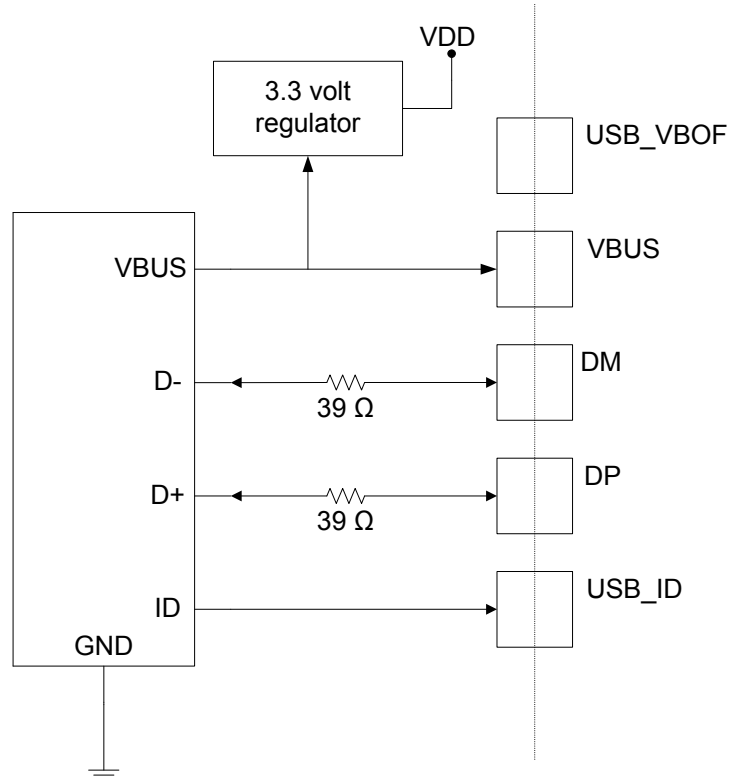 VDD
3.3 volt
regulator
USB_VBOF
VBUS
VBUS
D-
39 Ω
DM
D+
39 Ω
DP
ID
USB_ID
GND